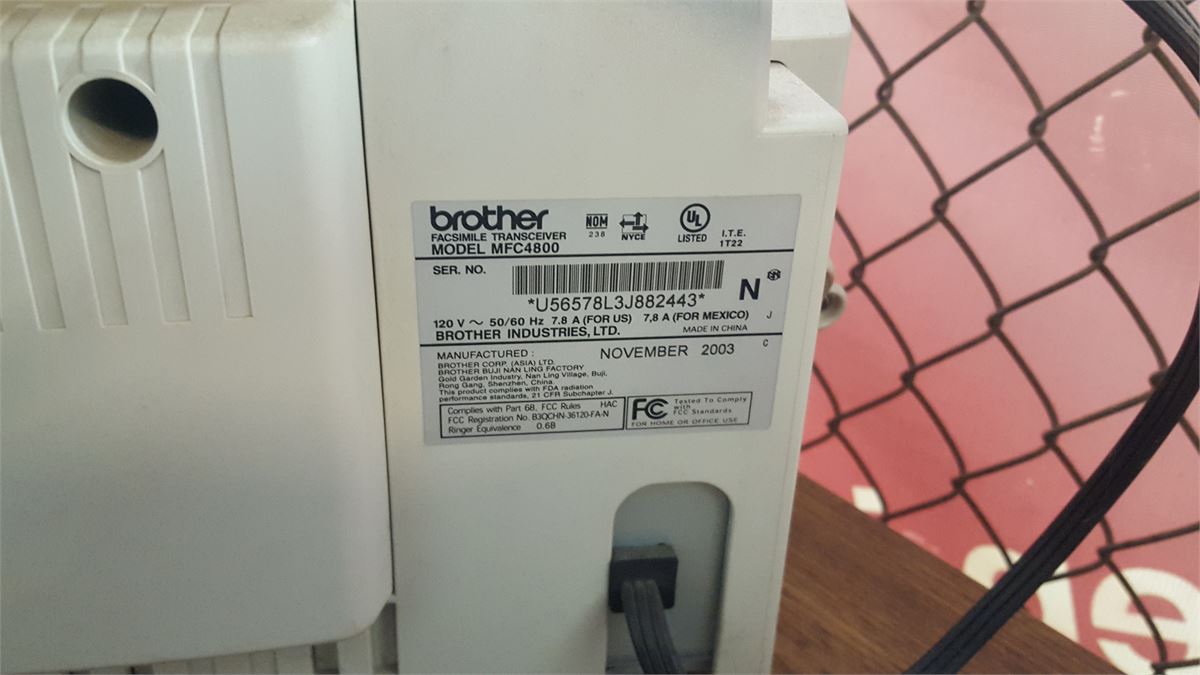 brother
FACSIMILE TRANSCEIVER
MODEL MFC4800
NOM
238
NYCE
UL
LISTED
I.T.E.
1T22
SER. NO.
*U56578L3J882443*
N
120 V ~ 50/60 Hz 7.8 A (FOR US) 7,8 A (FOR MEXICO)
J
BROTHER INDUSTRIES, LTD.
MADE IN CHINA
MANUFACTURED :
NOVEMBER 2003
C
BROTHER CORP. (ASIA) LTD.
BROTHER BUJI NAN LING FACTORY
Gold Garden Industry, Nan Ling Village, Buji,
Rong Gang, Shenzhen, China.
This product complies with FDA radiation
performance standards, 21 CFR Subchapter J.
Complies with Part 68, FCC Rules HAC
FCC Registration No. B3QCHN-36120-FA-N
Ringer Equivalence 0.6B
FC
Tested To Comply
with
FCC Standards
FOR HOME OR OFFICE USE